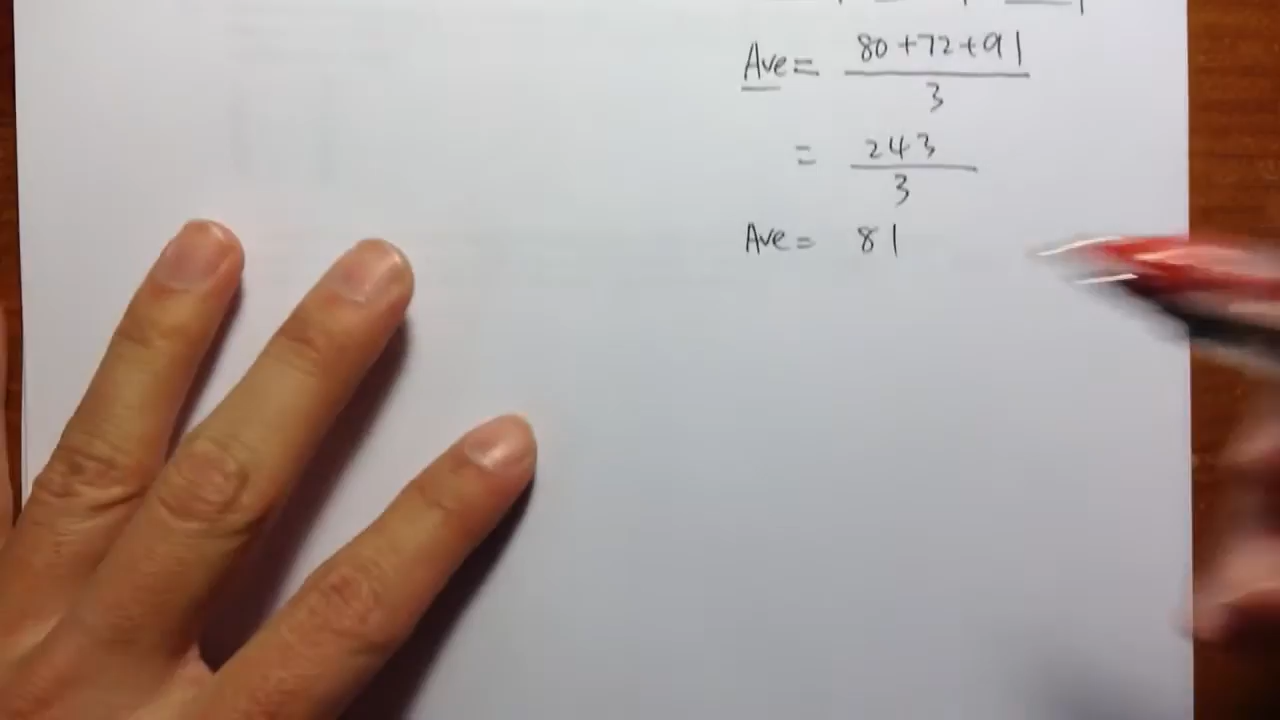 Ave = 80+72+91
3
= 243
3
Ave = 81